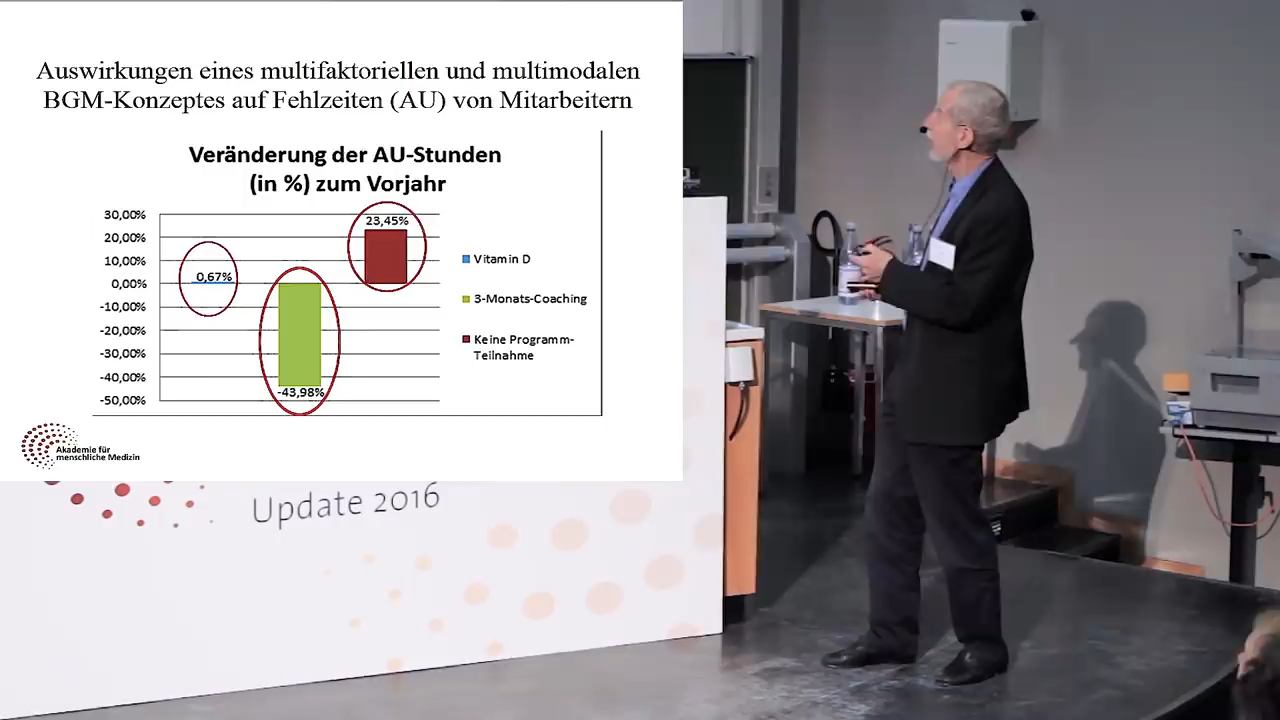 Auswirkungen eines multifaktoriellen und multimodalen
BGM-Konzeptes auf Fehlzeiten (AU) von Mitarbeitern
Veränderung der AU-Stunden
(in %) zum Vorjahr
30,00%
20,00%
10,00%
0,00%
-10,00%
-20,00%
-30,00%
-40,00%
-50,00%
0,67%
-43,98%
23,45%
Vitamin D
3-Monats-Coaching
Keine Programm-
Teilnahme
Akademie für
menschliche Medizin
Update 2016